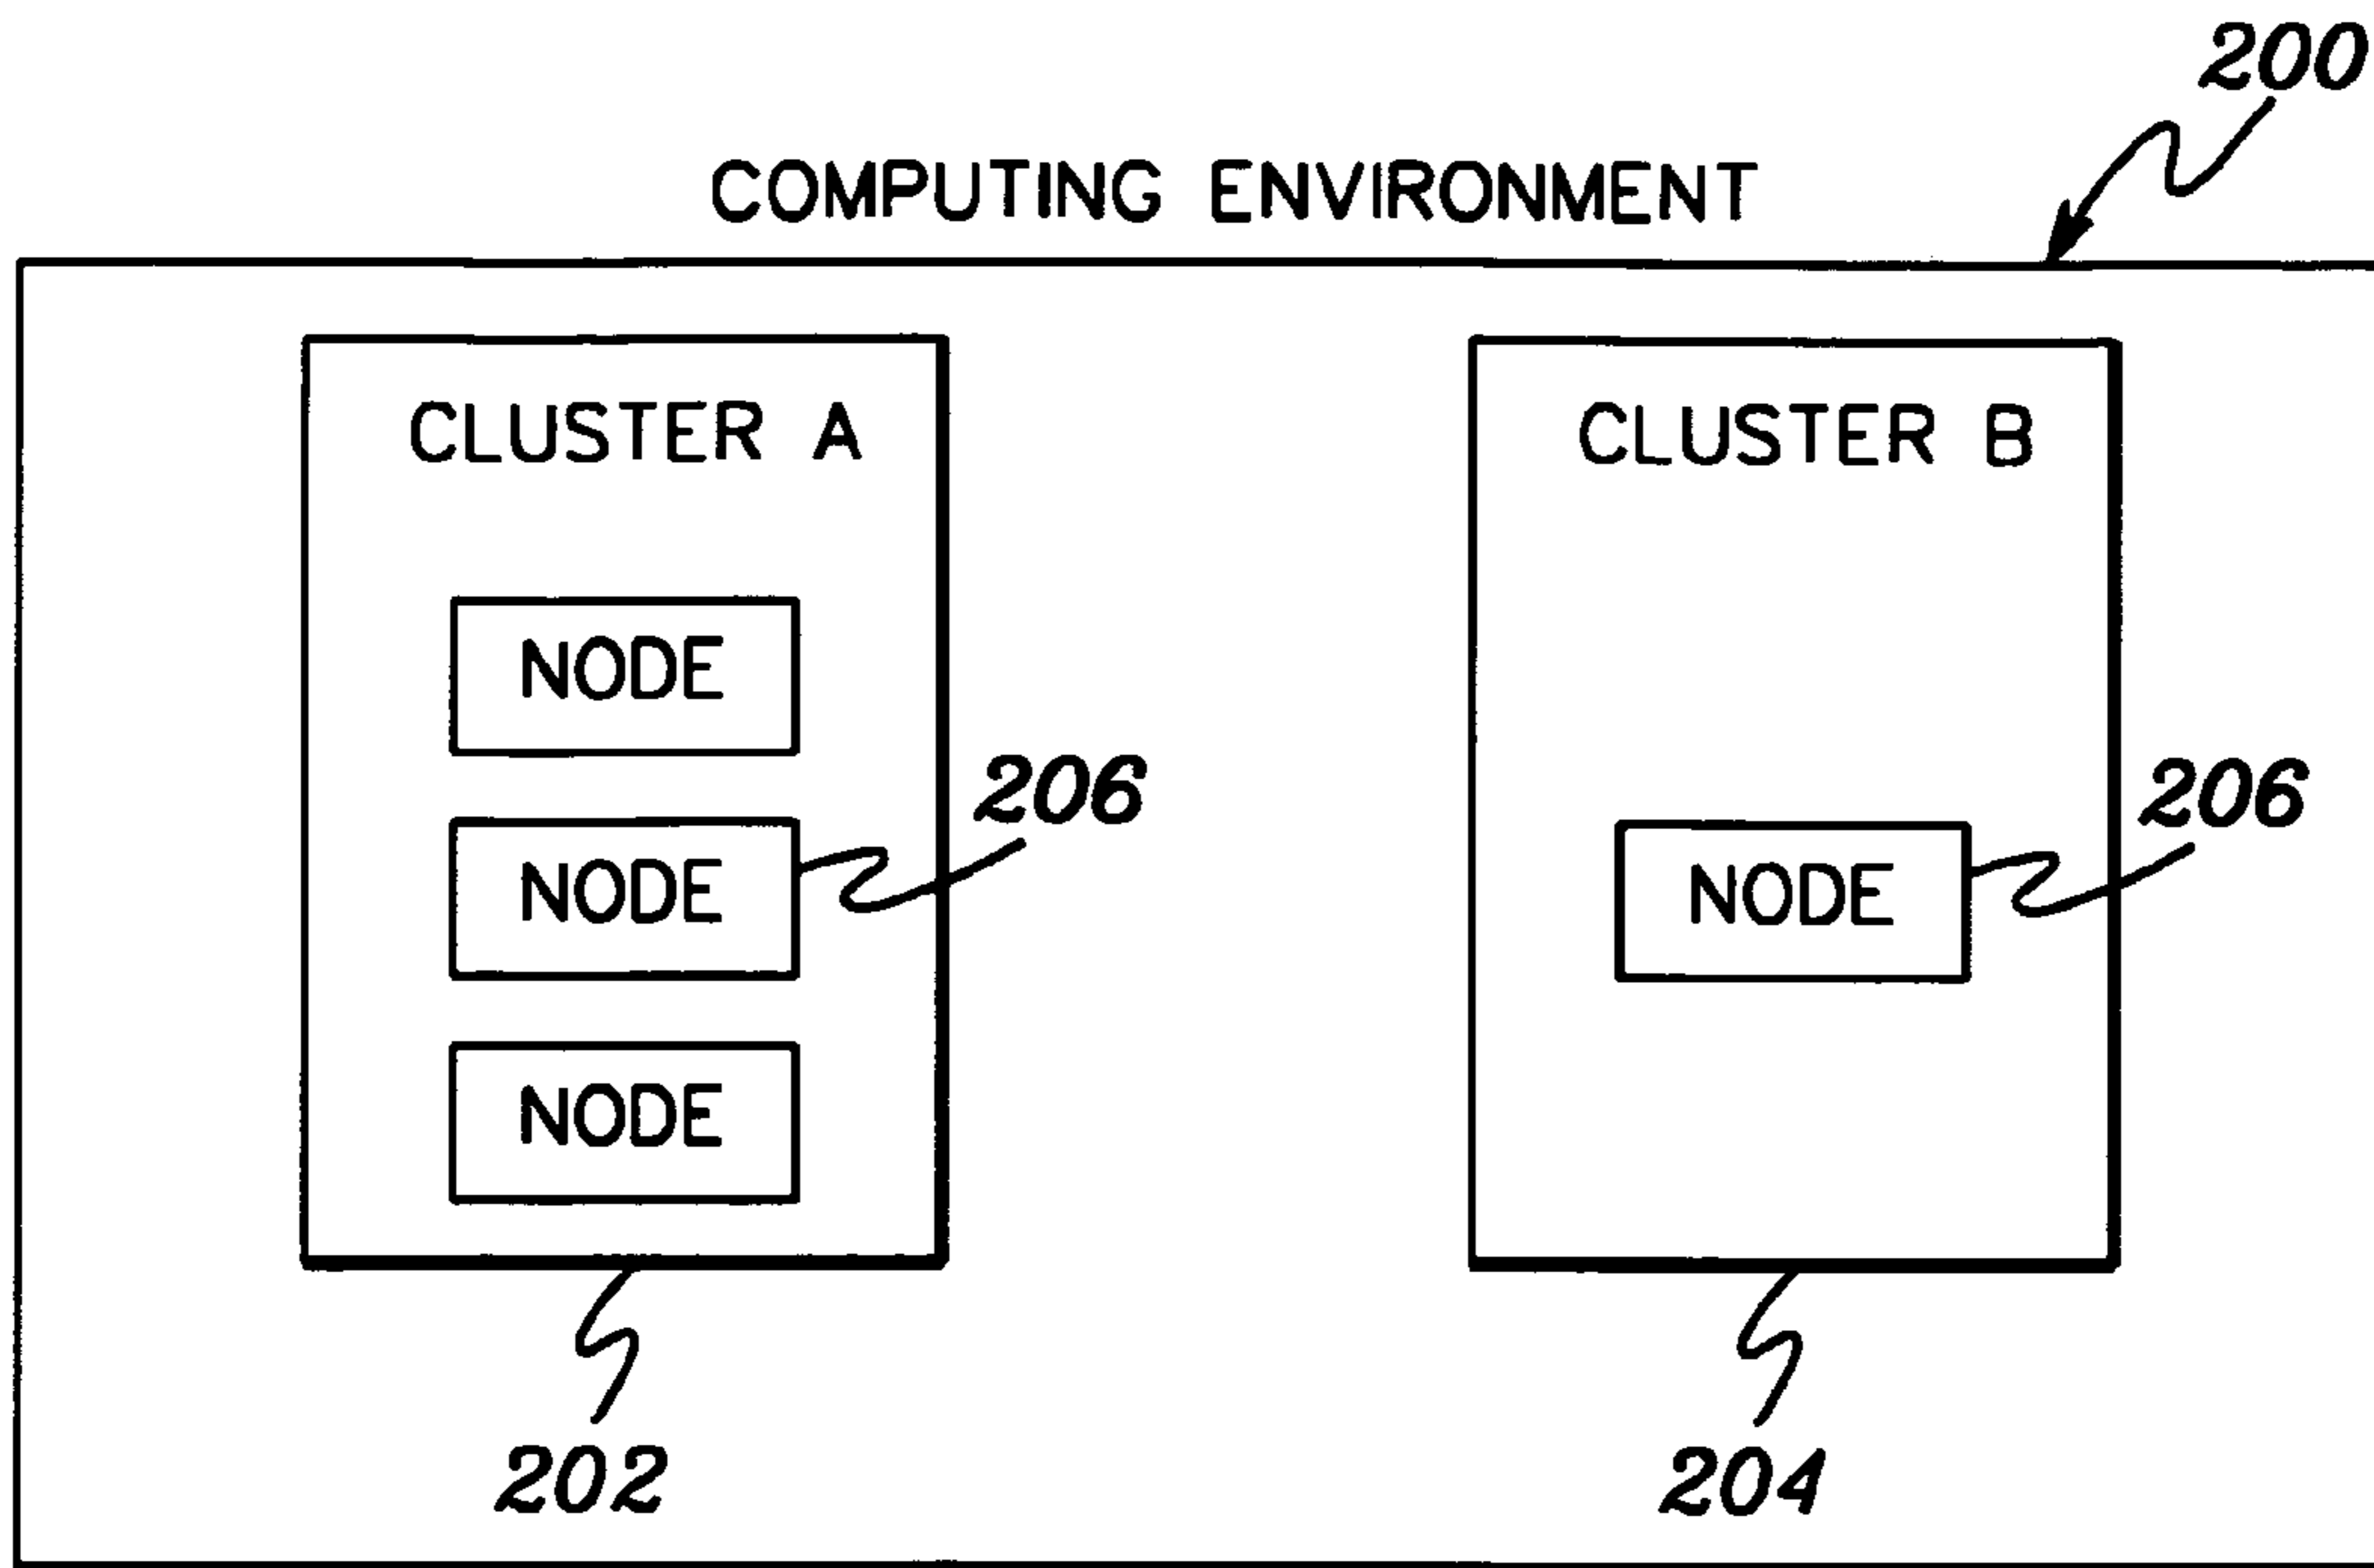 200
COMPUTING ENVIRONMENT
CLUSTER A
CLUSTER B
NODE
206
206
NODE
NODE
NODE
202
204